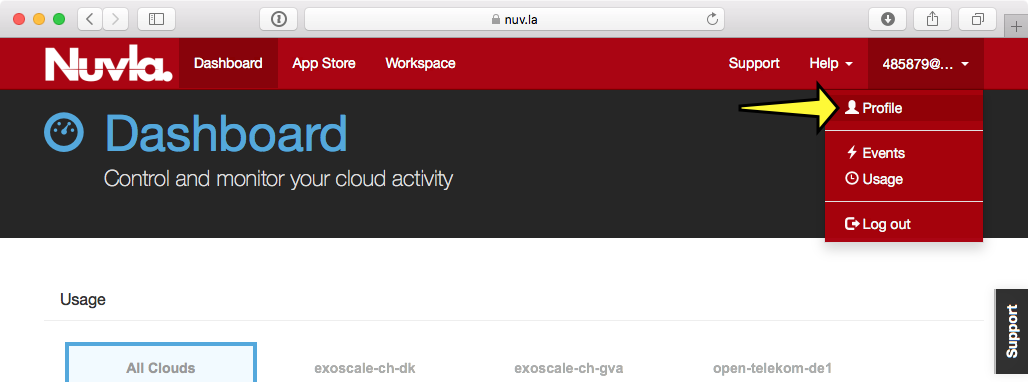 nuv.la
Nuvla. Dashboard App Store Workspace Support Help 485879@...
Profile
Dashboard
Control and monitor your cloud activity
Events
Usage
Log out
Usage
Support
All Clouds exoscale-ch-dk exoscale-ch-gva open-telekom-de1